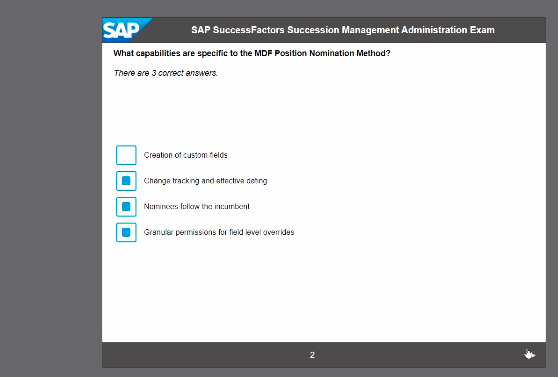 SAP
SAP SuccessFactors Succession Management Administration Exam
What capabilities are specific to the MDF Position Nomination Method?
There are 3 correct answers.
Creation of custom fields
Change tracking and effective dating
Nominees follow the incumbent
Granular permissions for field level overrides
2